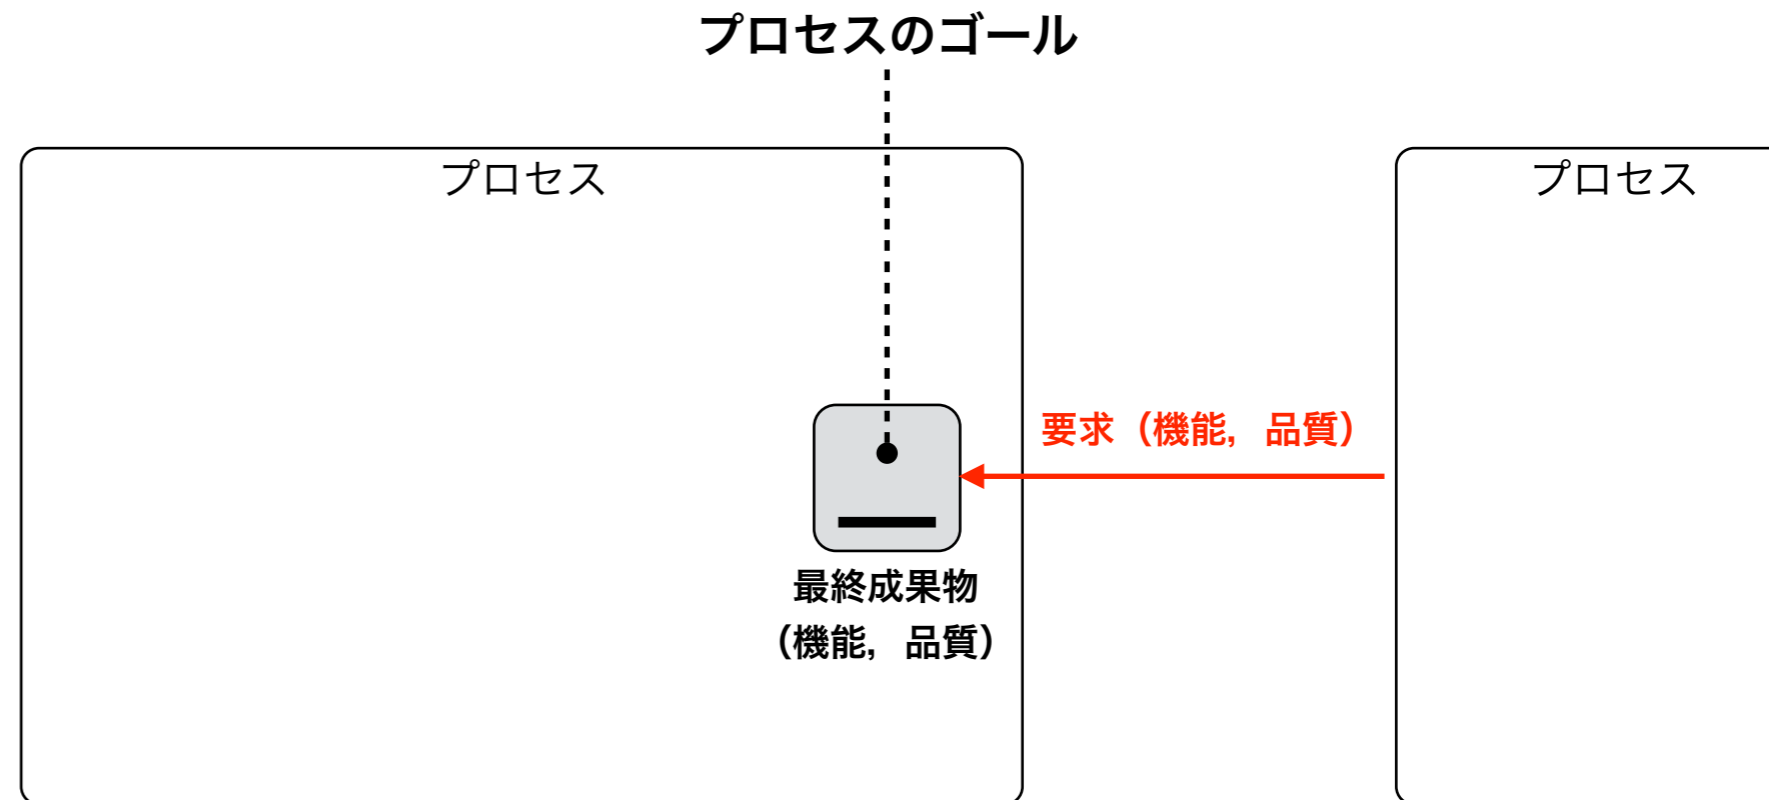 プロセスのゴール
プロセス
プロセス
要求（機能，品質）
最終成果物
（機能，品質）